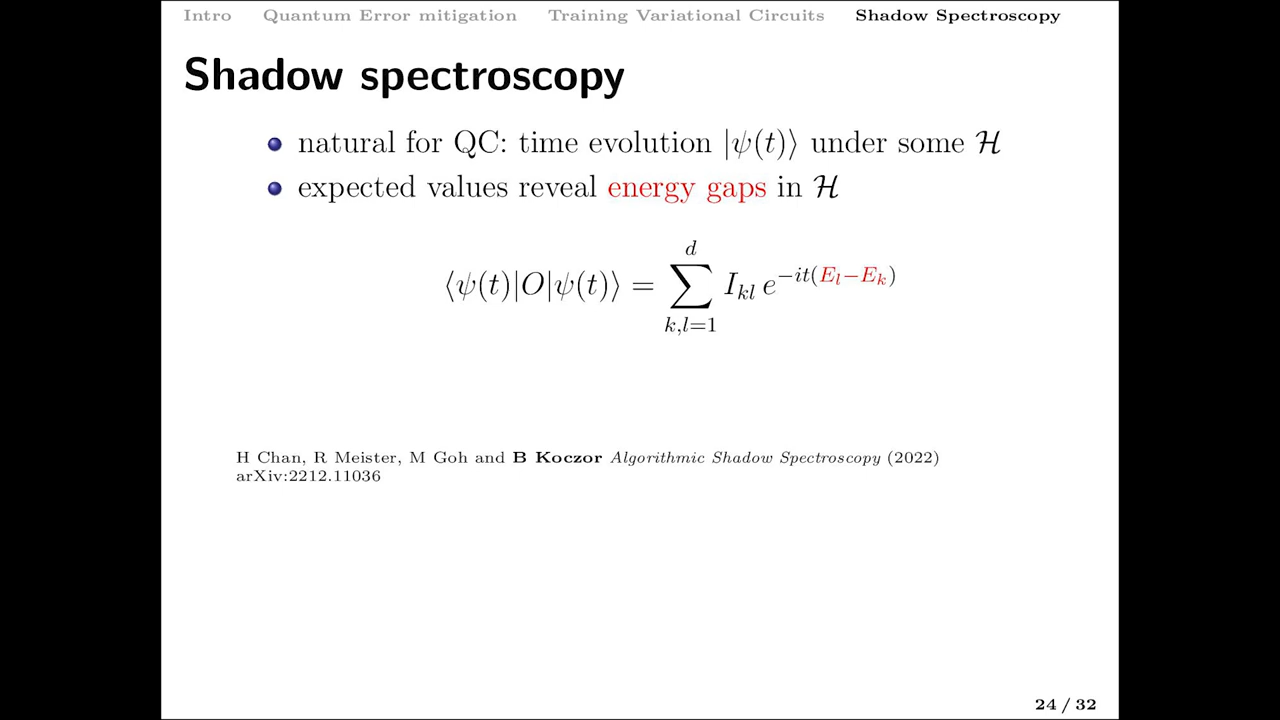 Intro Quantum Error mitigation Training Variational Circuits Shadow Spectroscopy
Shadow spectroscopy
natural for QC: time evolution |ψ(t)⟩ under some ℋ
expected values reveal energy gaps in ℋ
⟨ψ(t)|O|ψ(t)⟩ = ∑_{k,l=1}^{d} I_{kl} e^{−it(E_l−E_k)}
H Chan, R Meister, M Goh and B Koczor Algorithmic Shadow Spectroscopy (2022)
arXiv:2212.11036
24 / 32